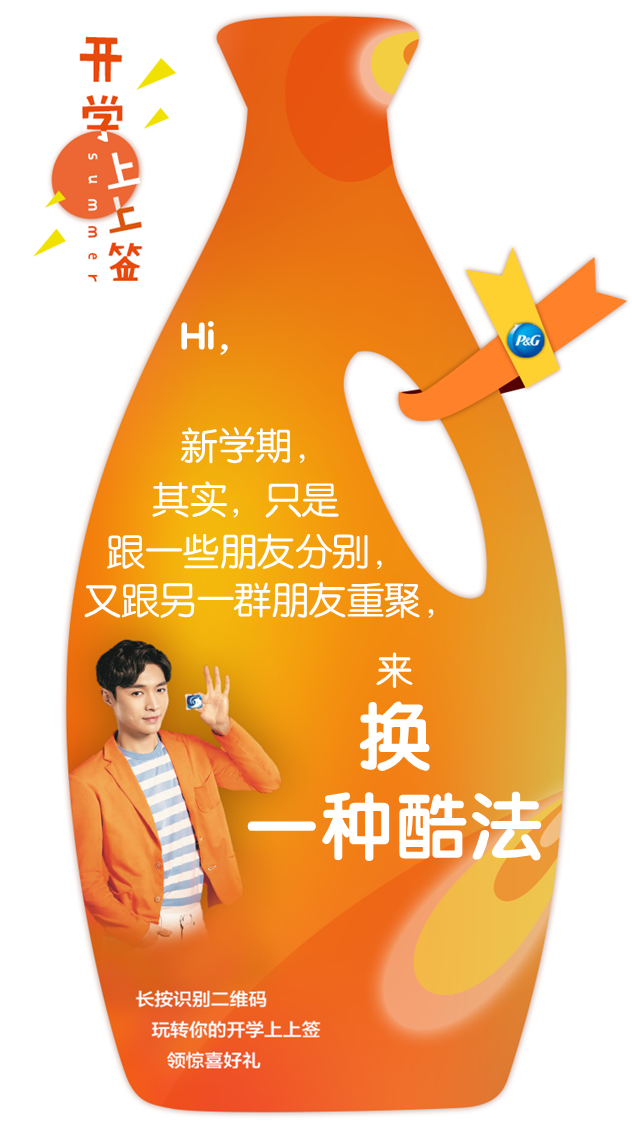 开学上上签
summer
P&G
Hi,
新学期，
其实，只是
跟一些朋友分别，
又跟另一群朋友重聚，
来
换
一种酷法
长按识别二维码
玩转你的开学上上签
领惊喜好礼